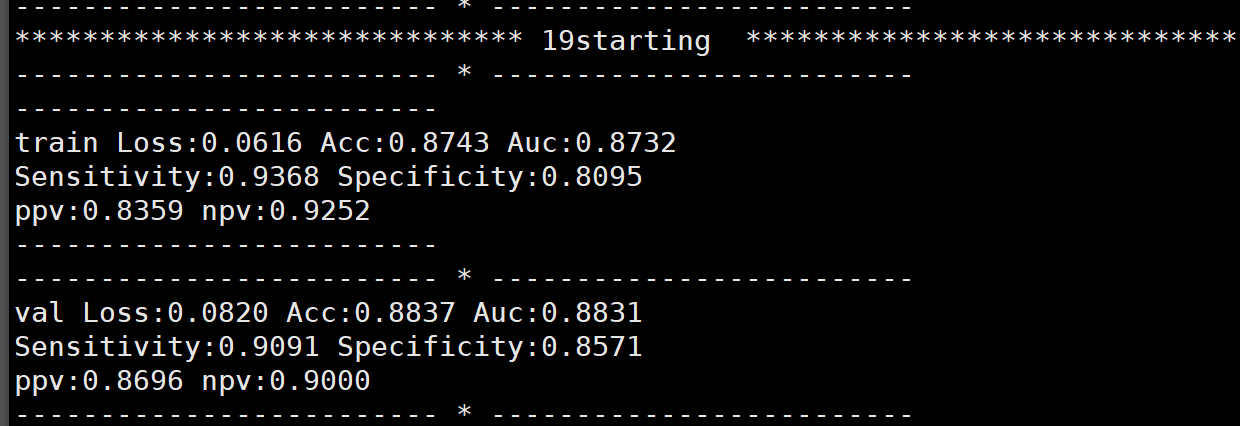 ------------------------- * -------------------------
****************************** 19starting  *****************************
------------------------- * -------------------------
-------------------------
train Loss:0.0616 Acc:0.8743 Auc:0.8732
Sensitivity:0.9368 Specificity:0.8095
ppv:0.8359 npv:0.9252
-------------------------
------------------------- * -------------------------
val Loss:0.0820 Acc:0.8837 Auc:0.8831
Sensitivity:0.9091 Specificity:0.8571
ppv:0.8696 npv:0.9000
------------------------- * -------------------------